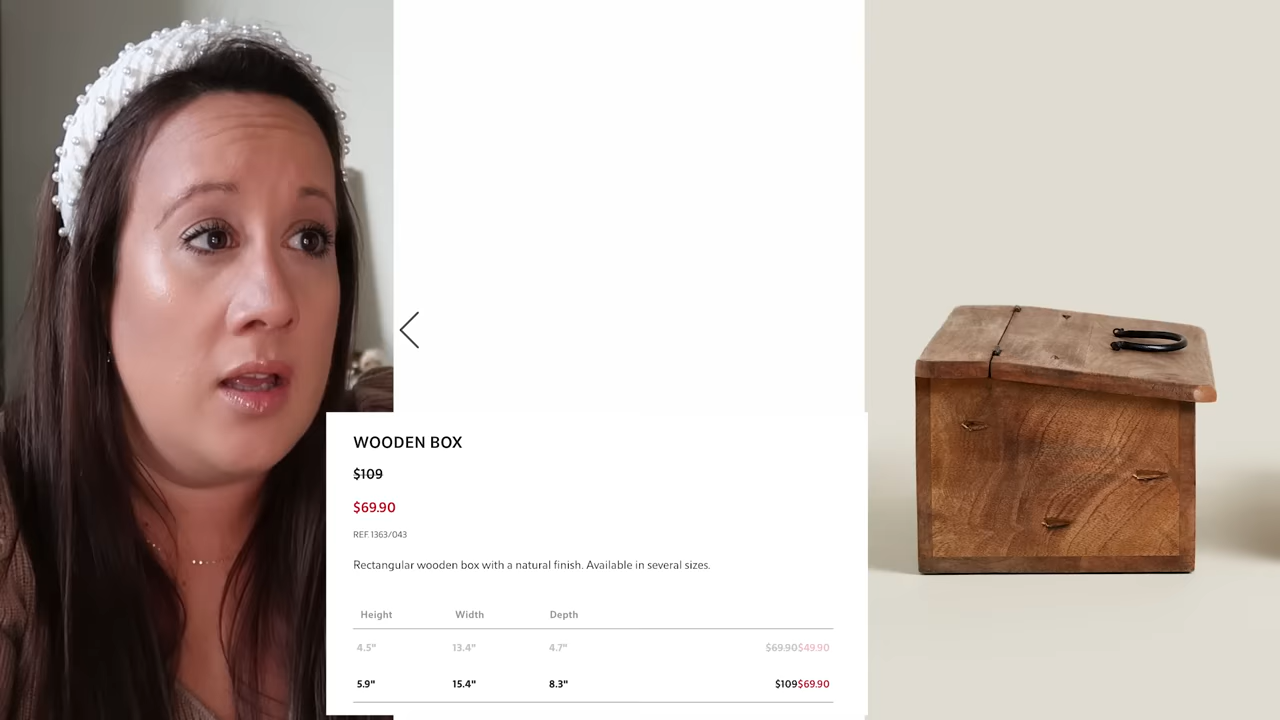 WOODEN BOX
$109
$69.90
REF. 1363/043
Rectangular wooden box with a natural finish. Available in several sizes.
Height Width Depth
4.5" 13.4" 4.7" $69.90 $49.90
5.9" 15.4" 8.3" $109 $69.90